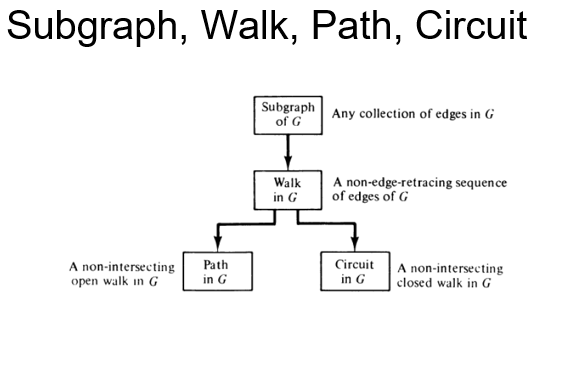 Subgraph, Walk, Path, Circuit
Subgraph
of G
Any collection of edges in G
Walk
in G
A non-edge-retracing sequence
of edges of G
A non-intersecting
open walk in G
Path
in G
Circuit
in G
A non-intersecting
closed walk in G